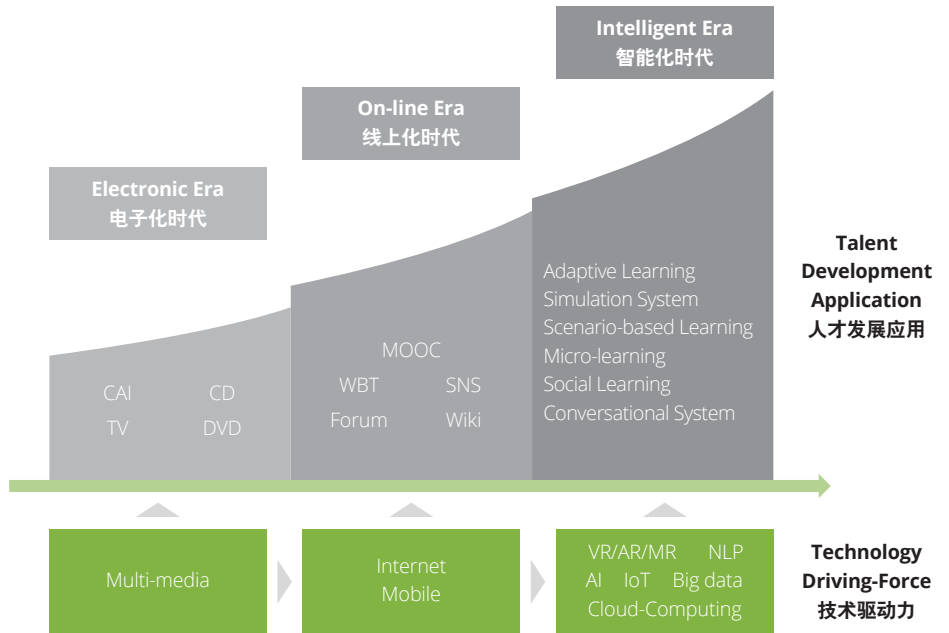 Intelligent Era
智能化时代
On-line Era
线上化时代
Electronic Era
电子化时代
Adaptive Learning
Simulation System
Scenario-based Learning
Micro-learning
Social Learning
Conversational System
MOOC
WBT SNS
Forum Wiki
CAI CD
TV DVD
Talent
Development
Application
人才发展应用
Multi-media
Internet
Mobile
VR/AR/MR NLP
AI IoT Big data
Cloud-Computing
Technology
Driving-Force
技术驱动力